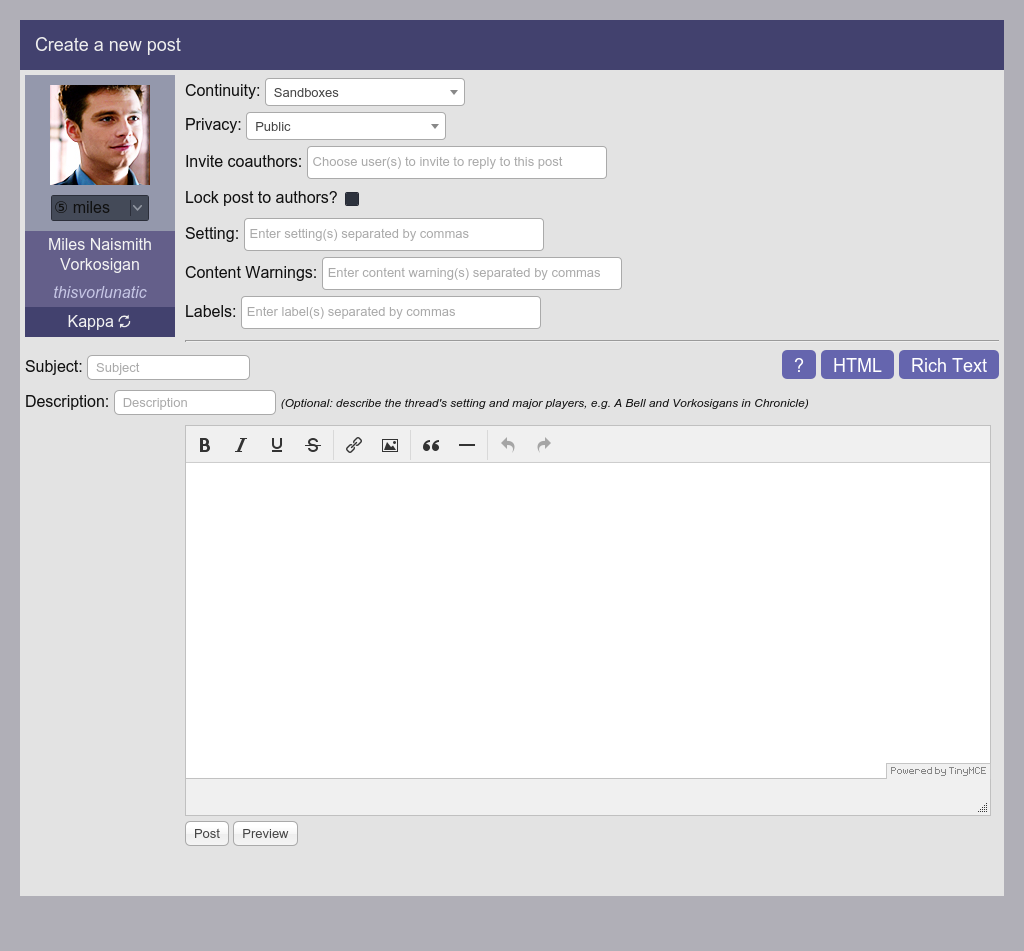 Create a new post
Continuity: Sandboxes
Privacy: Public
Invite coauthors: Choose user(s) to invite to reply to this post
Lock post to authors?
⑤ miles
Setting: Enter setting(s) separated by commas
Miles Naismith
Vorkosigan
Content Warnings: Enter content warning(s) separated by commas
thisvorlunatic
Labels: Enter label(s) separated by commas
Kappa
Subject: Subject
? HTML Rich Text
Description: Description (Optional: describe the thread's setting and major players, e.g. A Bell and Vorkosigans in Chronicle)
B I U S
Powered by TinyMCE
Post Preview